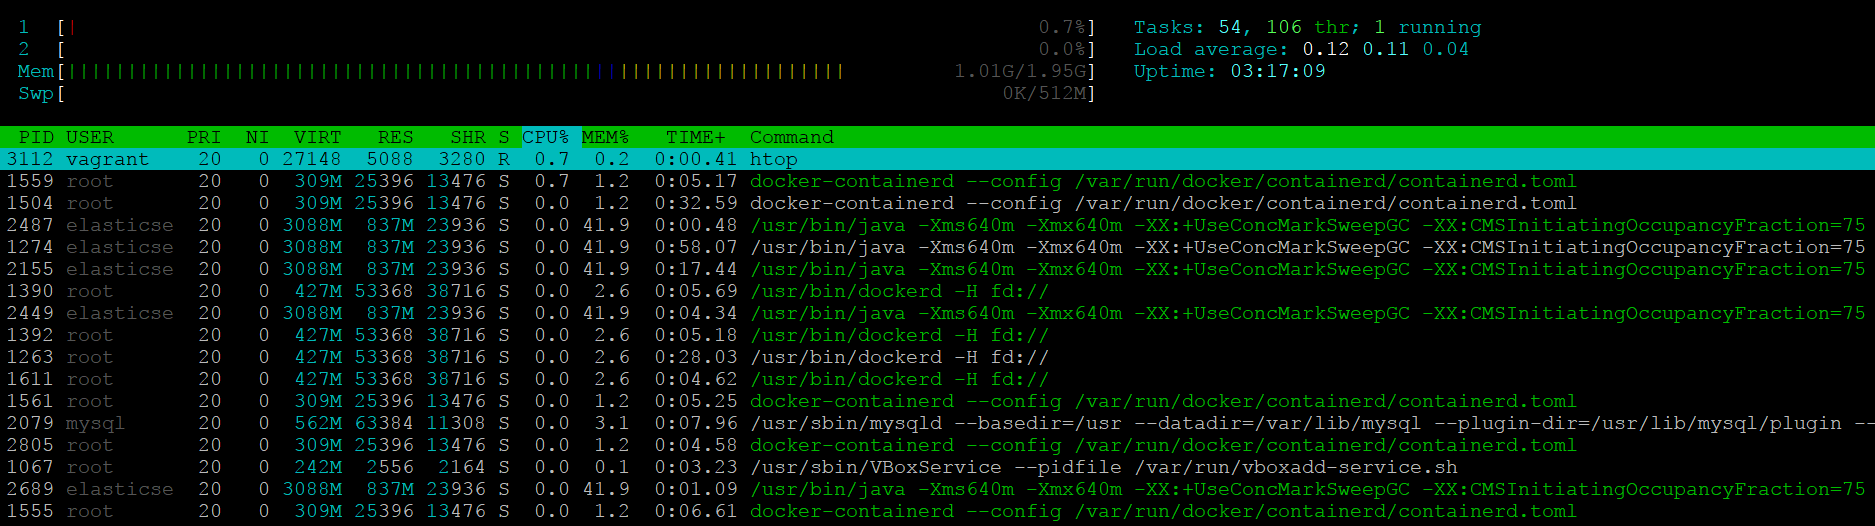 1 [| 0.7%] Tasks: 54, 106 thr; 1 running
2 [ 0.0%] Load average: 0.12 0.11 0.04
Mem[||||||||||||||||||||||||||||||||||||||||||||||||||||||||||||||||| 1.01G/1.95G] Uptime: 03:17:09
Swp[ 0K/512M]
PID USER PRI NI VIRT RES SHR S CPU% MEM% TIME+ Command
3112 vagrant 20 0 27148 5088 3280 R 0.7 0.2 0:00.41 htop
1559 root 20 0 309M 25396 13476 S 0.7 1.2 0:05.17 docker-containerd --config /var/run/docker/containerd/containerd.toml
1504 root 20 0 309M 25396 13476 S 0.0 1.2 0:32.59 docker-containerd --config /var/run/docker/containerd/containerd.toml
2487 elasticse 20 0 3088M 837M 23936 S 0.0 41.9 0:00.48 /usr/bin/java -Xms640m -Xmx640m -XX:+UseConcMarkSweepGC -XX:CMSInitiatingOccupancyFraction=75
1274 elasticse 20 0 3088M 837M 23936 S 0.0 41.9 0:58.07 /usr/bin/java -Xms640m -Xmx640m -XX:+UseConcMarkSweepGC -XX:CMSInitiatingOccupancyFraction=75
2155 elasticse 20 0 3088M 837M 23936 S 0.0 41.9 0:17.44 /usr/bin/java -Xms640m -Xmx640m -XX:+UseConcMarkSweepGC -XX:CMSInitiatingOccupancyFraction=75
1390 root 20 0 427M 53368 38716 S 0.0 2.6 0:05.69 /usr/bin/dockerd -H fd://
2449 elasticse 20 0 3088M 837M 23936 S 0.0 41.9 0:04.34 /usr/bin/java -Xms640m -Xmx640m -XX:+UseConcMarkSweepGC -XX:CMSInitiatingOccupancyFraction=75
1392 root 20 0 427M 53368 38716 S 0.0 2.6 0:05.18 /usr/bin/dockerd -H fd://
1263 root 20 0 427M 53368 38716 S 0.0 2.6 0:28.03 /usr/bin/dockerd -H fd://
1611 root 20 0 427M 53368 38716 S 0.0 2.6 0:04.62 /usr/bin/dockerd -H fd://
1561 root 20 0 309M 25396 13476 S 0.0 1.2 0:05.25 docker-containerd --config /var/run/docker/containerd/containerd.toml
2079 mysql 20 0 562M 63384 11308 S 0.0 3.1 0:07.96 /usr/sbin/mysqld --basedir=/usr --datadir=/var/lib/mysql --plugin-dir=/usr/lib/mysql/plugin --
2805 root 20 0 309M 25396 13476 S 0.0 1.2 0:04.58 docker-containerd --config /var/run/docker/containerd/containerd.toml
1067 root 20 0 242M 2556 2164 S 0.0 0.1 0:03.23 /usr/sbin/VBoxService --pidfile /var/run/vboxadd-service.sh
2689 elasticse 20 0 3088M 837M 23936 S 0.0 41.9 0:01.09 /usr/bin/java -Xms640m -Xmx640m -XX:+UseConcMarkSweepGC -XX:CMSInitiatingOccupancyFraction=75
1555 root 20 0 309M 25396 13476 S 0.0 1.2 0:06.61 docker-containerd --config /var/run/docker/containerd/containerd.toml